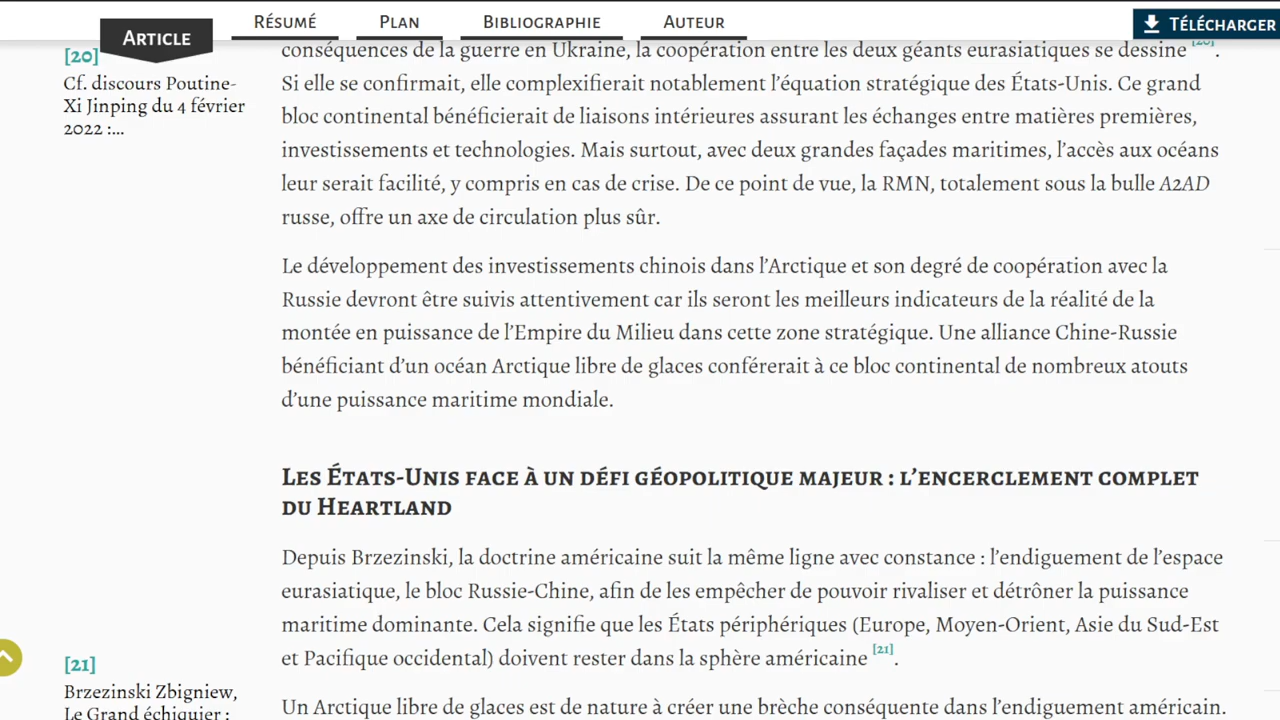 Article
Résumé
Plan
Bibliographie
Auteur
Télécharger
[20]
Cf. discours Poutine-
Xi Jinping du 4 février
2022 :...
conséquences de la guerre en Ukraine, la coopération entre les deux géants eurasiatiques se dessine [20].
Si elle se confirmait, elle complexifierait notablement l’équation stratégique des États-Unis. Ce grand
bloc continental bénéficierait de liaisons intérieures assurant les échanges entre matières premières,
investissements et technologies. Mais surtout, avec deux grandes façades maritimes, l’accès aux océans
leur serait facilité, y compris en cas de crise. De ce point de vue, la RMN, totalement sous la bulle A2AD
russe, offre un axe de circulation plus sûr.
Le développement des investissements chinois dans l’Arctique et son degré de coopération avec la
Russie devront être suivis attentivement car ils seront les meilleurs indicateurs de la réalité de la
montée en puissance de l’Empire du Milieu dans cette zone stratégique. Une alliance Chine-Russie
bénéficiant d’un océan Arctique libre de glaces conférerait à ce bloc continental de nombreux atouts
d’une puissance maritime mondiale.
Les États-Unis face à un défi géopolitique majeur : l’encerclement complet
du Heartland
Depuis Brzezinski, la doctrine américaine suit la même ligne avec constance : l’endiguement de l’espace
eurasiatique, le bloc Russie-Chine, afin de les empêcher de pouvoir rivaliser et détrôner la puissance
maritime dominante. Cela signifie que les États périphériques (Europe, Moyen-Orient, Asie du Sud-Est
et Pacifique occidental) doivent rester dans la sphère américaine [21].
[21]
Brzezinski Zbigniew,
Le Grand échiquier :
Un Arctique libre de glaces est de nature à créer une brèche conséquente dans l’endiguement américain.